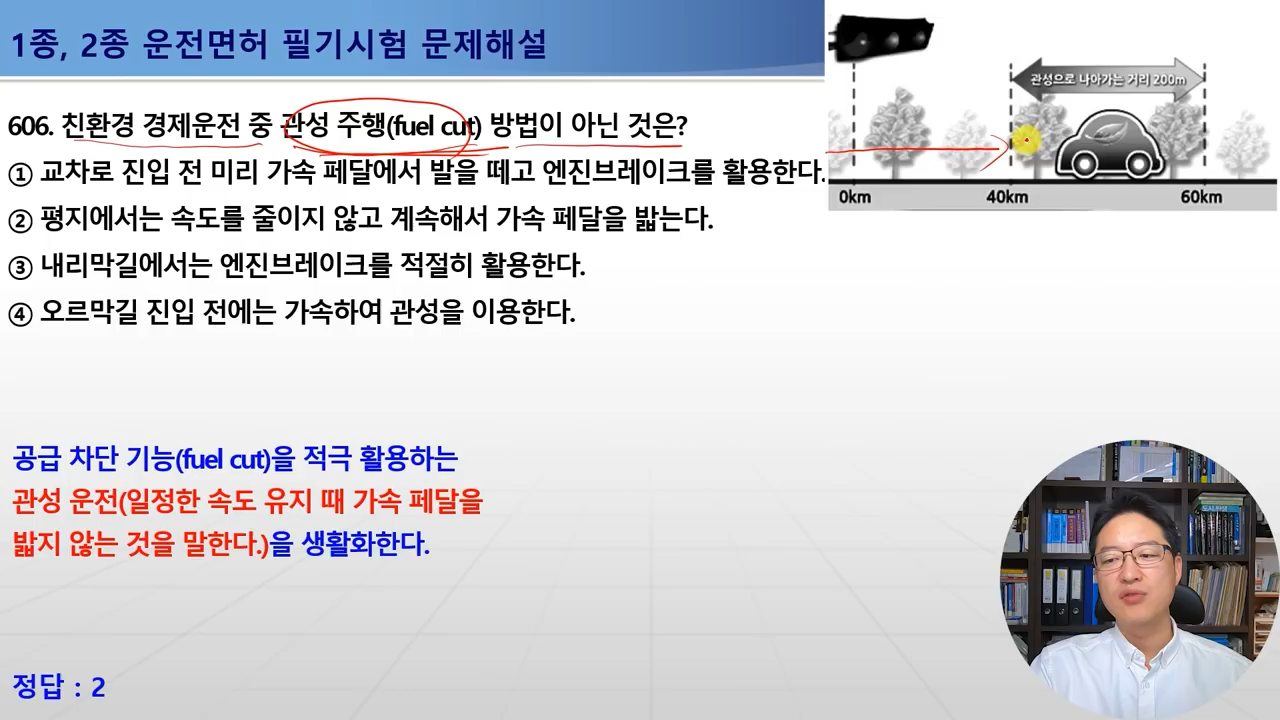 1종, 2종 운전면허 필기시험 문제해설
606. 친환경 경제운전 중 관성 주행(fuel cut) 방법이 아닌 것은?
① 교차로 진입 전 미리 가속 페달에서 발을 떼고 엔진브레이크를 활용한다.
② 평지에서는 속도를 줄이지 않고 계속해서 가속 페달을 밟는다.
③ 내리막길에서는 엔진브레이크를 적절히 활용한다.
④ 오르막길 진입 전에는 가속하여 관성을 이용한다.
관성으로 나아가는 거리 200m
0km 40km 60km
공급 차단 기능(fuel cut)을 적극 활용하는
관성 운전(일정한 속도 유지 때 가속 페달을
밟지 않는 것을 말한다.)을 생활화한다.
정답 : 2